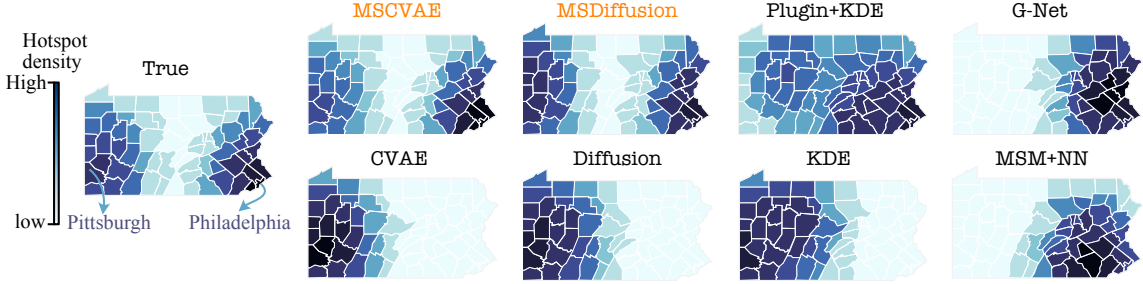 Hotspot
density
High
low
True
Pittsburgh
Philadelphia
MSCVAE
MSDiffusion
Plugin+KDE
G-Net
CVAE
Diffusion
KDE
MSM+NN